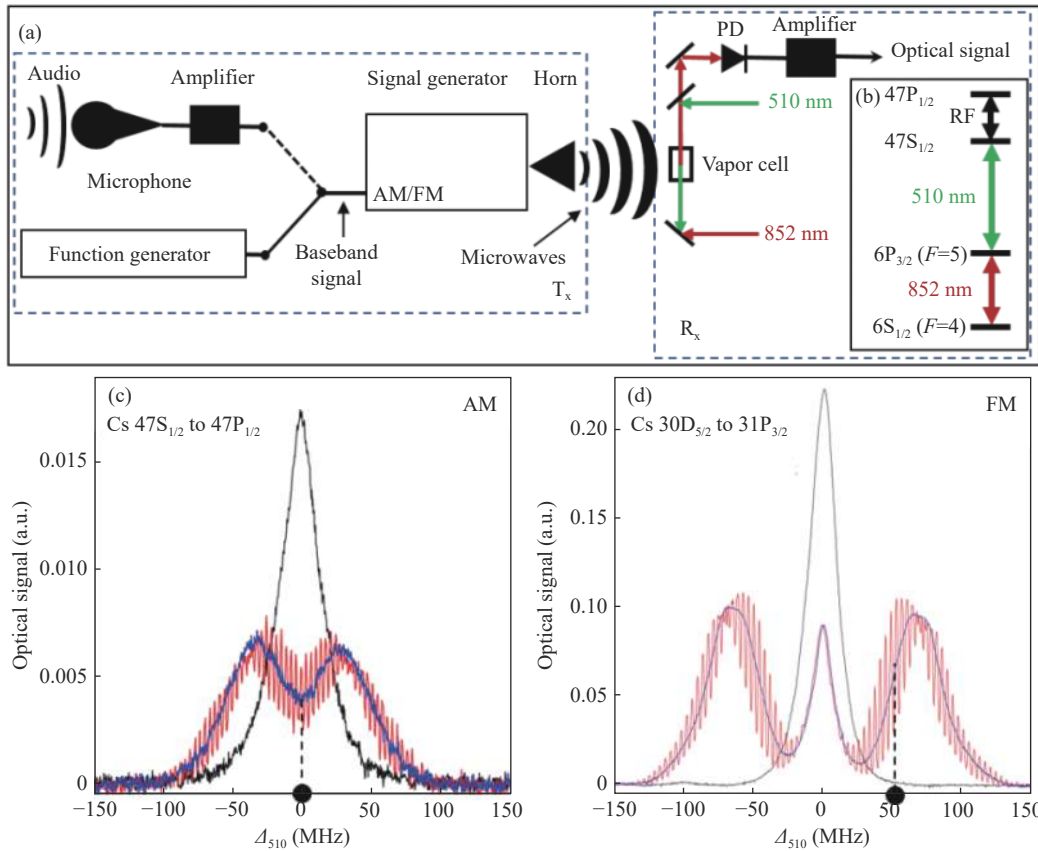 (a)
Audio
Amplifier
Signal generator
Horn
Microphone
AM/FM
Function generator
Baseband
signal
Microwaves
Tₓ
PD
Amplifier
Optical signal
510 nm
Vapor cell
852 nm
Rₓ
(b)
47P₁/₂
RF
47S₁/₂
510 nm
6P₃/₂ (F=5)
852 nm
6S₁/₂ (F=4)
(c)
AM
Cs 47S₁/₂ to 47P₁/₂
Optical signal (a.u.)
0.015
0.010
0.005
0
−150 −100 −50 0 50 100 150
Δ₅₁₀ (MHz)
(d)
FM
Cs 30D₅/₂ to 31P₃/₂
Optical signal (a.u.)
0.20
0.15
0.10
0.05
0
−150 −100 −50 0 50 100 150
Δ₅₁₀ (MHz)